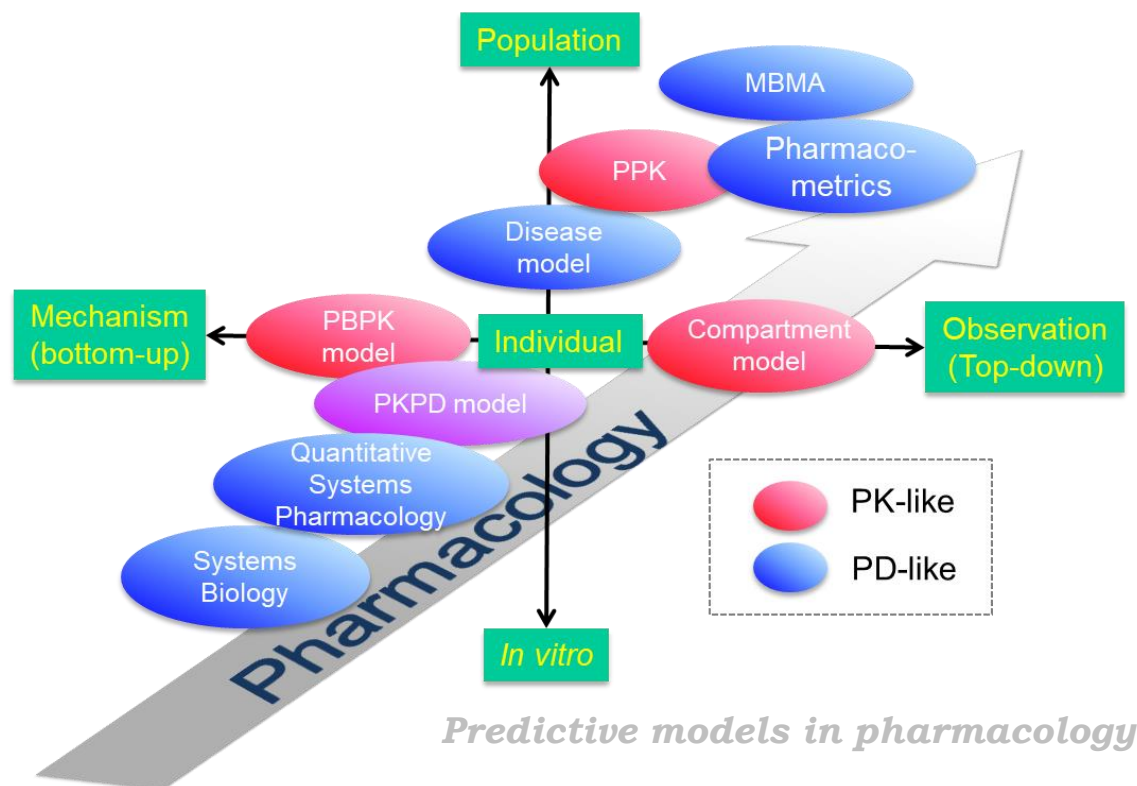 Population
MBMA
PPK
Pharmaco-
metrics
Disease
model
Mechanism
(bottom-up)
PBPK
model
Individual
Compartment
model
Observation
(Top-down)
PKPD model
Quantitative
Systems
Pharmacology
Systems
Biology
Pharmacology
PK-like
PD-like
In vitro
Predictive models in pharmacology